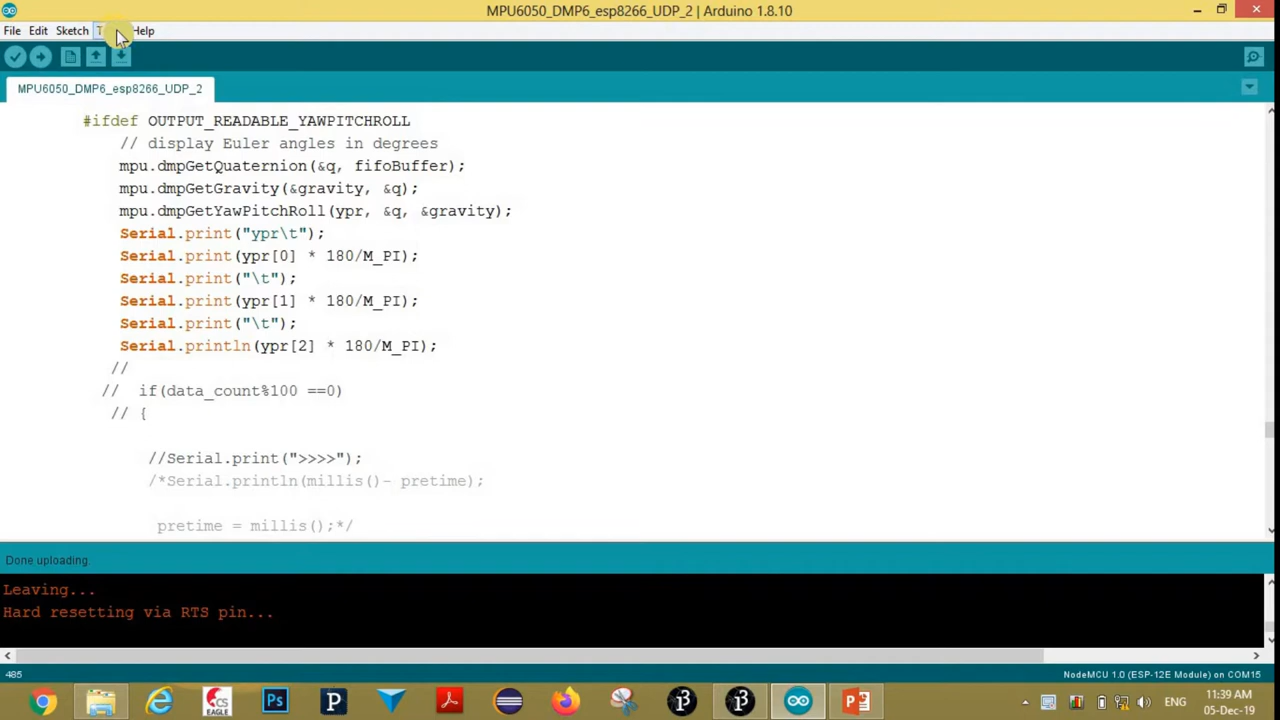 MPU6050_DMP6_esp8266_UDP_2 | Arduino 1.8.10
File Edit Sketch T Help
MPU6050_DMP6_esp8266_UDP_2
#ifdef OUTPUT_READABLE_YAWPITCHROLL
// display Euler angles in degrees
mpu.dmpGetQuaternion(&q, fifoBuffer);
mpu.dmpGetGravity(&gravity, &q);
mpu.dmpGetYawPitchRoll(ypr, &q, &gravity);
Serial.print("ypr\t");
Serial.print(ypr[0] * 180/M_PI);
Serial.print("\t");
Serial.print(ypr[1] * 180/M_PI);
Serial.print("\t");
Serial.println(ypr[2] * 180/M_PI);
//
// if(data_count%100 ==0)
// {
//Serial.print(">>>>");
/*Serial.println(millis()- pretime);
pretime = millis();*/
Done uploading.
Leaving...
Hard resetting via RTS pin...
485
NodeMCU 1.0 (ESP-12E Module) on COM15
CS
EAGLE
Ps
P
ENG
11:39 AM
05-Dec-19